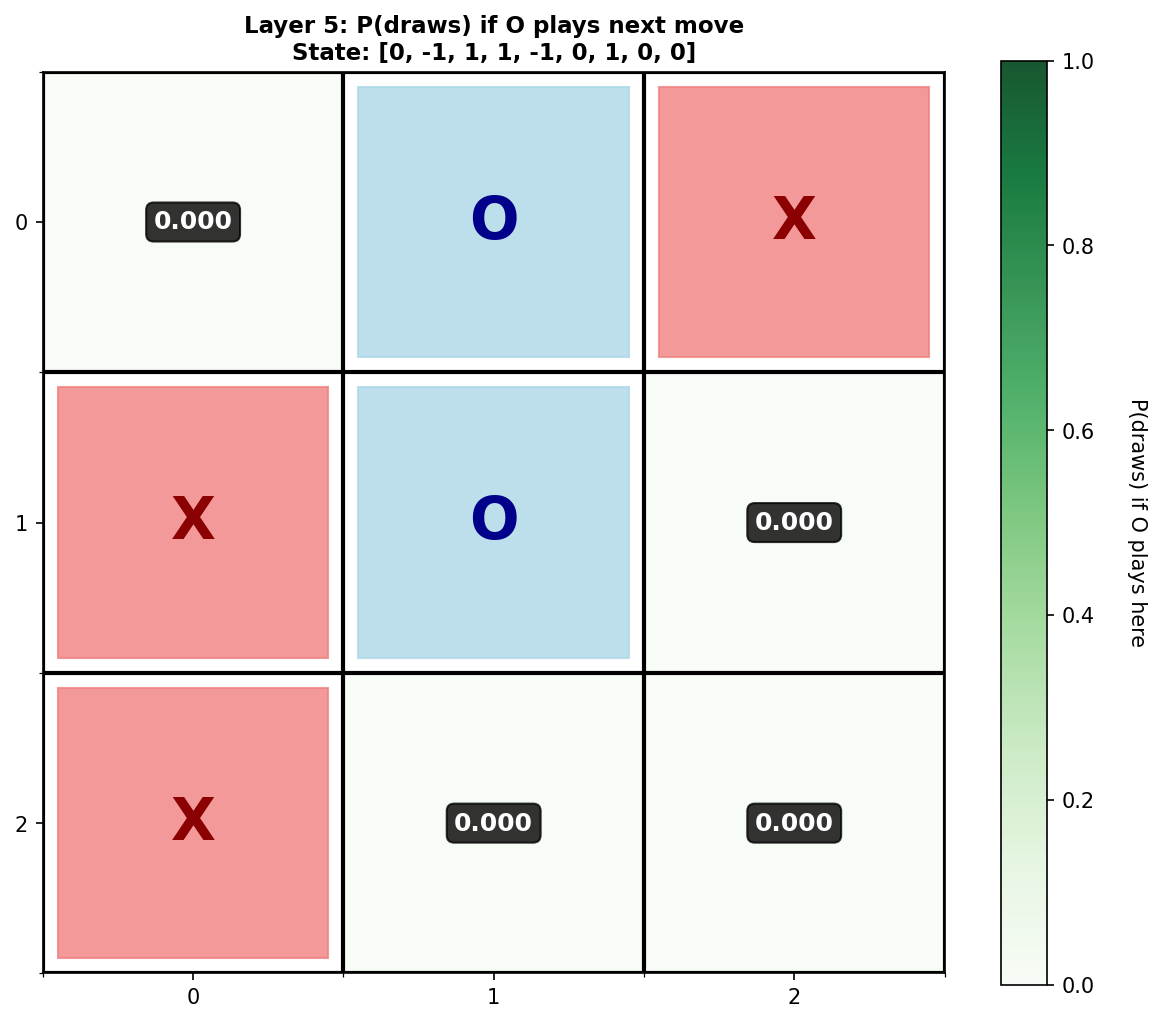 Layer 5: P(draws) if O plays next move
State: [0, -1, 1, 1, -1, 0, 1, 0, 0]
0
0.000
O
X
1
X
O
0.000
2
X
0.000
0.000
0
1
2
1.0
0.8
0.6
0.4
0.2
0.0
P(draws) if O plays here